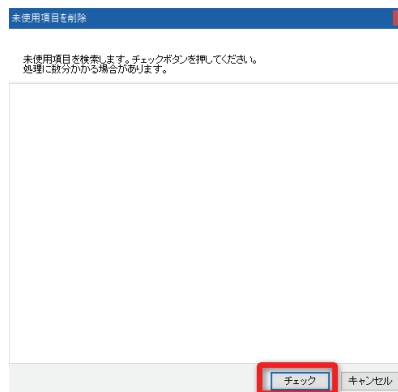 未使用項目を削除
未使用項目を検索します。チェックボタンを押してください。
処理に数分かかる場合があります。
チェック
キャンセル